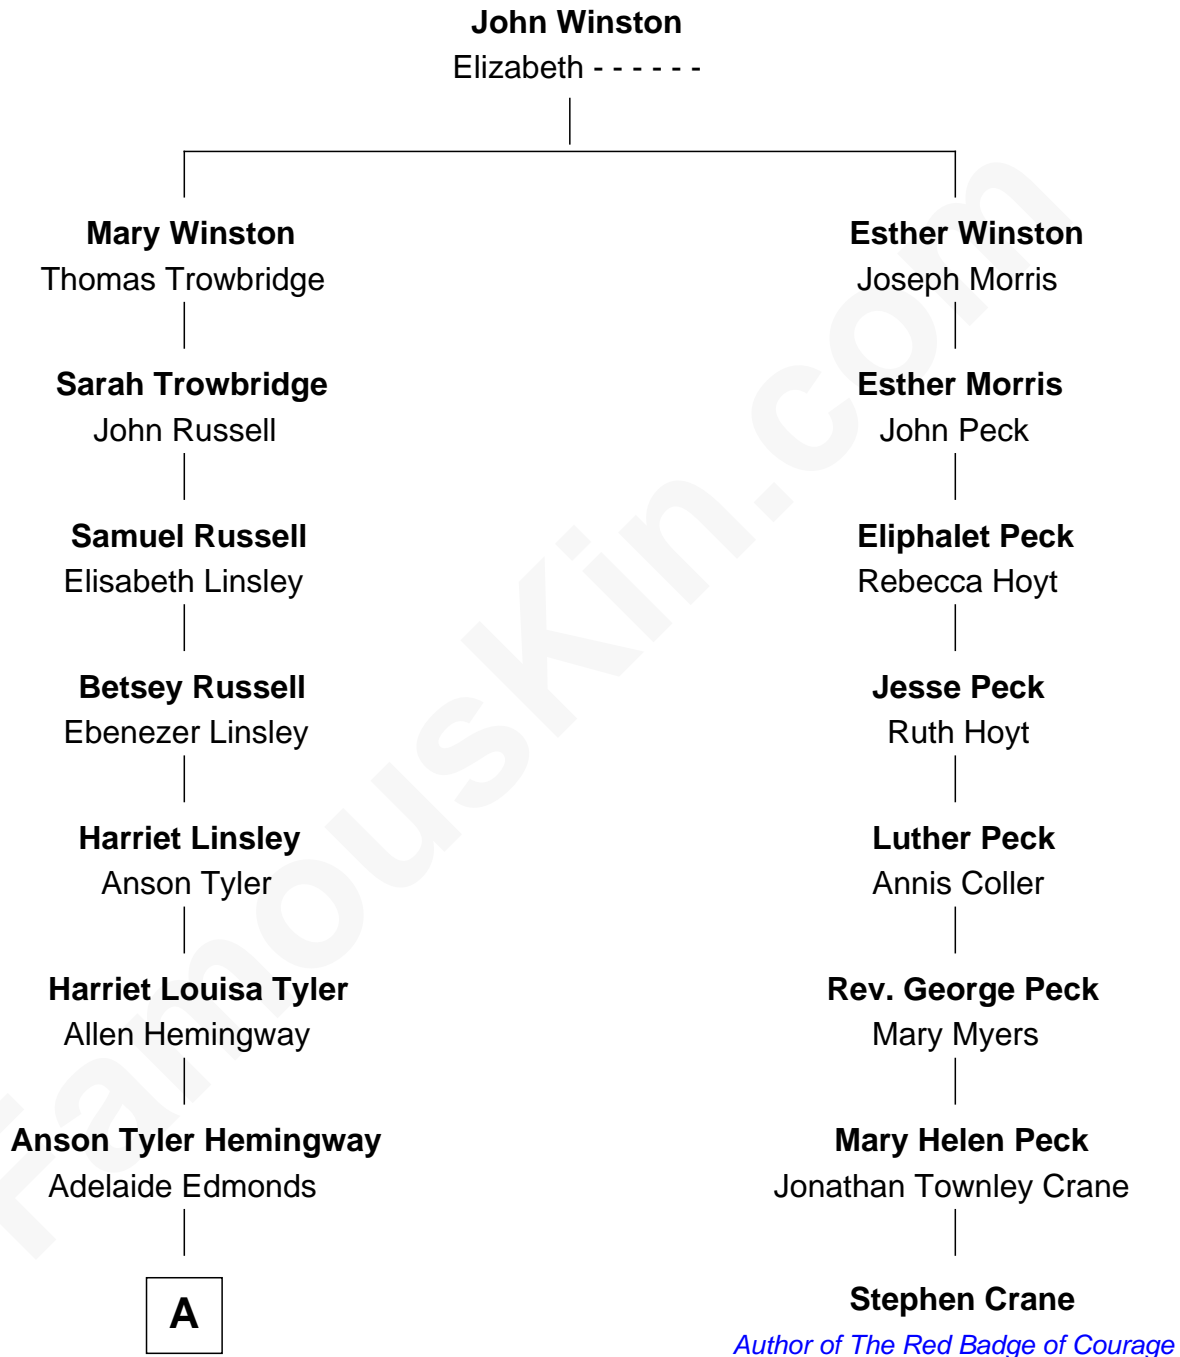 John Winston
Elizabeth - - - - - -
Mary Winston
Thomas Trowbridge
Esther Winston
Joseph Morris
Sarah Trowbridge
John Russell
Esther Morris
John Peck
Samuel Russell
Elisabeth Linsley
Eliphalet Peck
Rebecca Hoyt
Betsey Russell
Ebenezer Linsley
Jesse Peck
Ruth Hoyt
Harriet Linsley
Anson Tyler
Luther Peck
Annis Coller
Harriet Louisa Tyler
Allen Hemingway
Rev. George Peck
Mary Myers
Anson Tyler Hemingway
Adelaide Edmonds
Mary Helen Peck
Jonathan Townley Crane
A
Stephen Crane
Author of The Red Badge of Courage
FamousKin.com